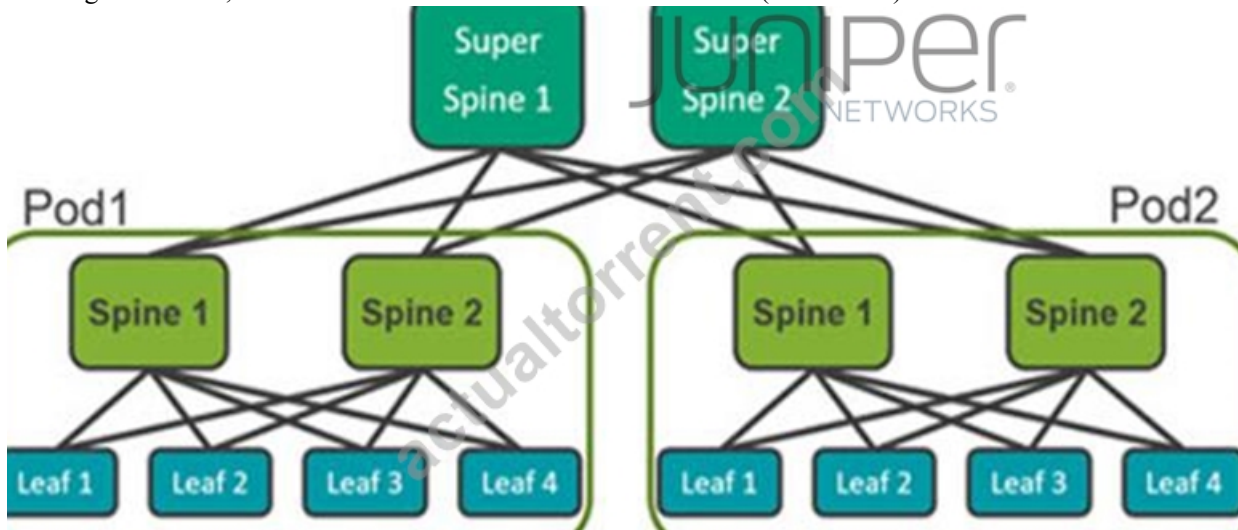 Super
Spine 1
Super
Spine 2
JUNIPER
NETWORKS
®
actualtorrent.com
Pod1
Pod2
Spine 1
Spine 2
Spine 1
Spine 2
Leaf 1
Leaf 2
Leaf 3
Leaf 4
Leaf 1
Leaf 2
Leaf 3
Leaf 4